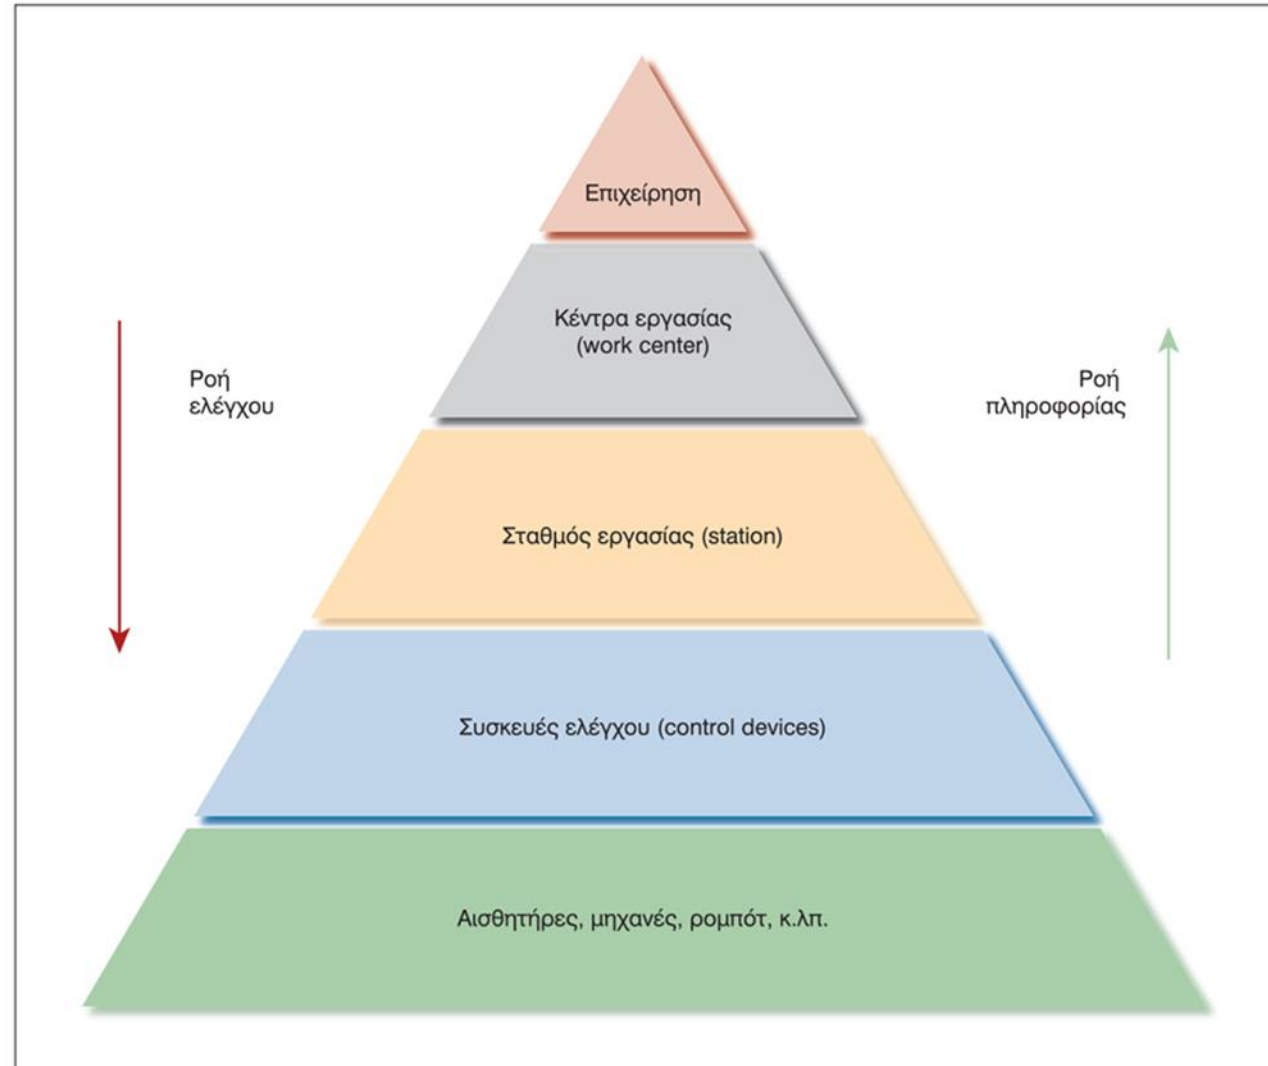 Επιχείρηση
Κέντρα εργασίας
(work center)
Ροή
ελέγχου
Ροή
πληροφορίας
Σταθμός εργασίας (station)
Συσκευές ελέγχου (control devices)
Αισθητήρες, μηχανές, ρομπότ, κ.λπ.